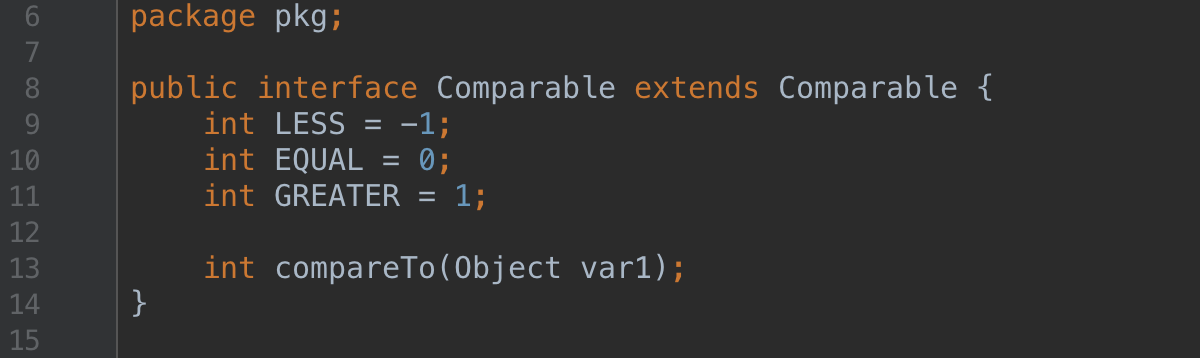 6 package pkg;
7
8 public interface Comparable extends Comparable {
9 int LESS = -1;
10 int EQUAL = 0;
11 int GREATER = 1;
12
13 int compareTo(Object var1);
14 }
15